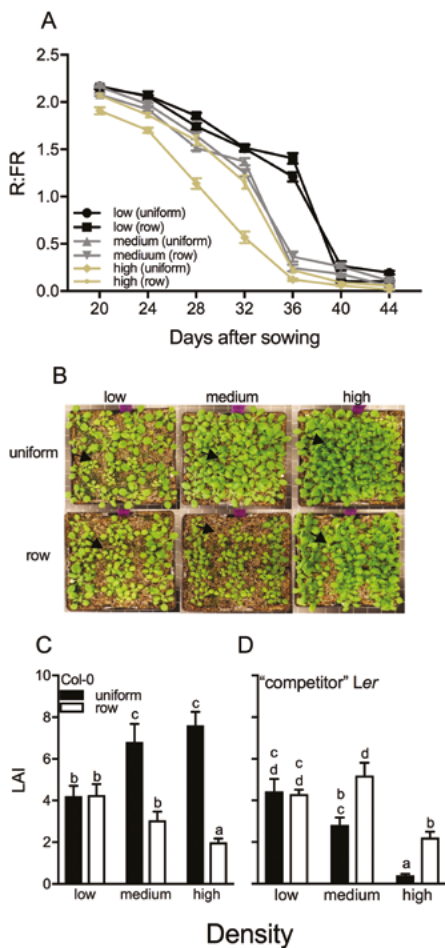 A
2.5
2.0
1.5
1.0
0.5
0.0
R:FR
low (uniform)
low (row)
medium (uniform)
mediuum (row)
high (uniform)
high (row)
20 24 28 32 36 40 44
Days after sowing
B
low medium high
uniform
row
C D
Col-0
uniform
row
"competitor" Ler
10
8
6
4
2
0
LAI
b b c b c a
c d c d b c d a b
low medium high low medium high
Density